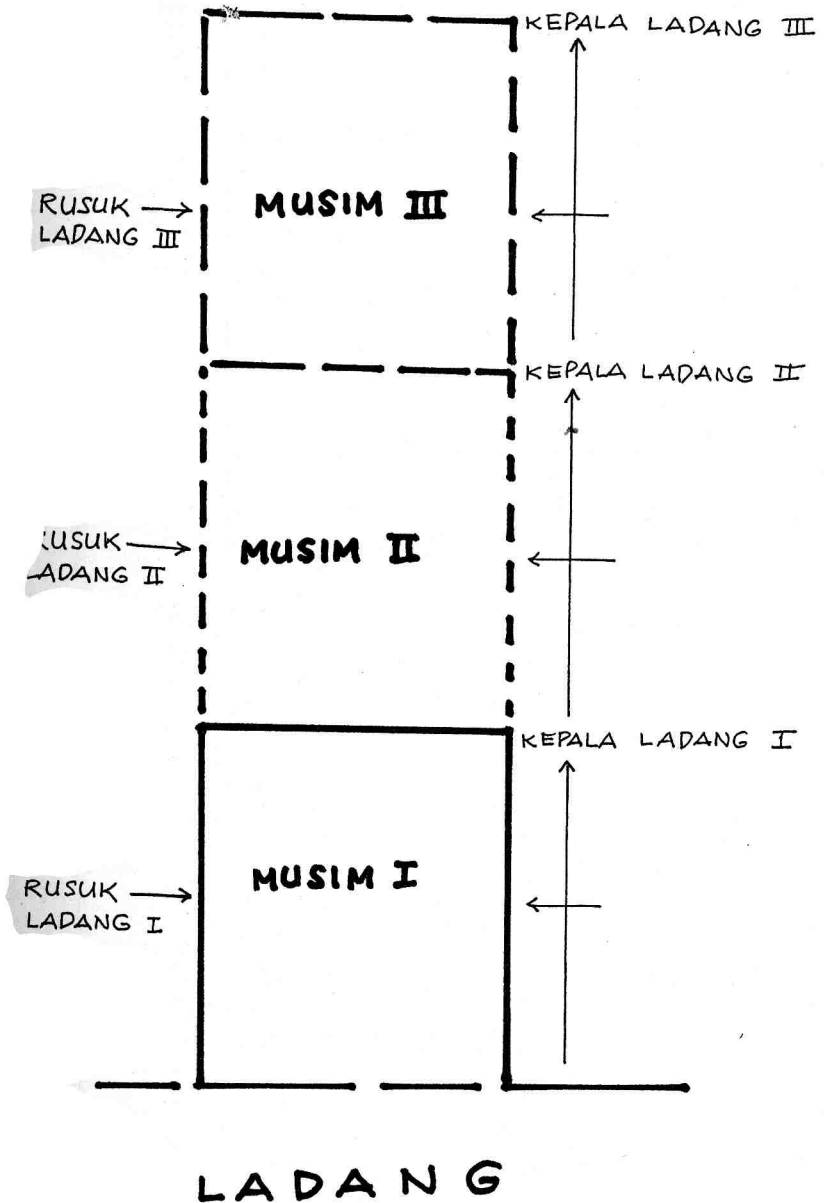 KEPALA LADANG III
RUSUK
LADANG III
MUSIM III
KEPALA LADANG II
USUK
ADANG II
MUSIM II
KEPALA LADANG I
RUSUK
LADANG I
MUSIM I
LADANG